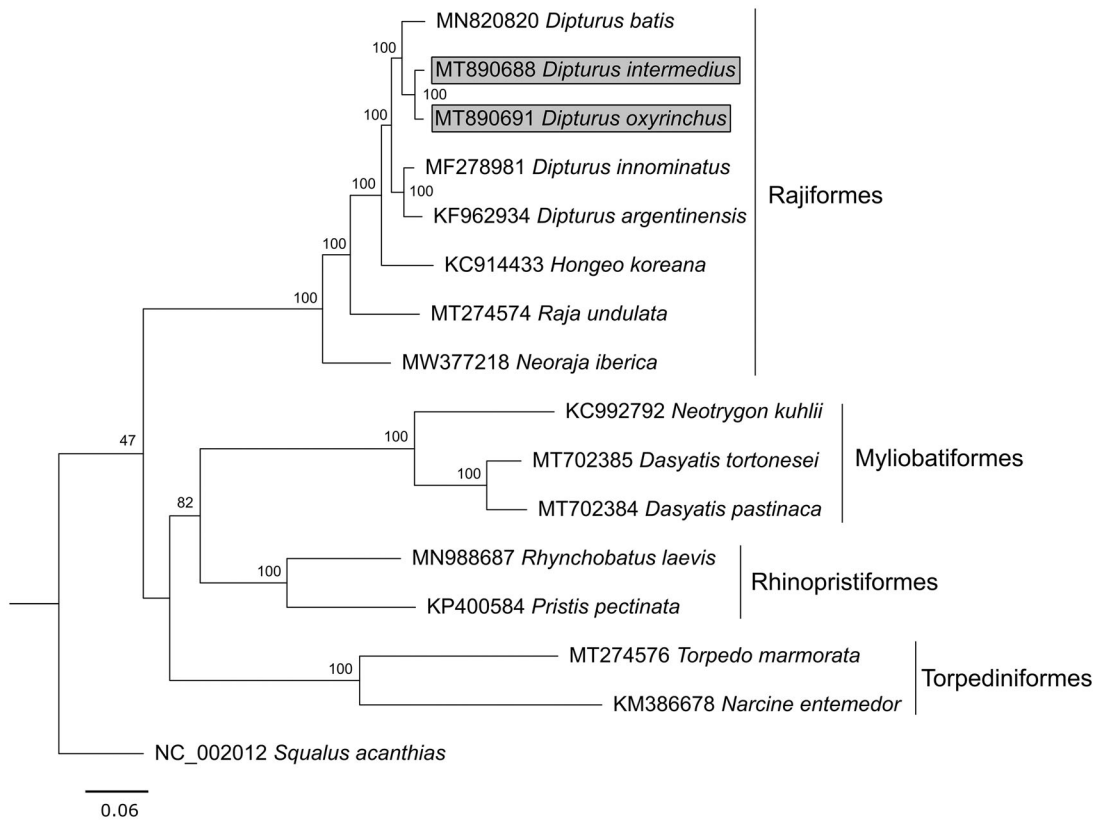 MN820820 Dipturus batis
100
MT890688 Dipturus intermedius
100
MT890691 Dipturus oxyrinchus
100
MF278981 Dipturus innominatus
100
100
KF962934 Dipturus argentinensis
Rajiformes
100
KC914433 Hongeo koreana
100
MT274574 Raja undulata
MW377218 Neoraja iberica
KC992792 Neotrygon kuhlii
47
100
MT702385 Dasyatis tortonesei
Myliobatiformes
100
MT702384 Dasyatis pastinaca
82
MN988687 Rhynchobatus laevis
100
Rhinopristiformes
KP400584 Pristis pectinata
MT274576 Torpedo marmorata
100
Torpediniformes
KM386678 Narcine entemedor
NC_002012 Squalus acanthias
0.06